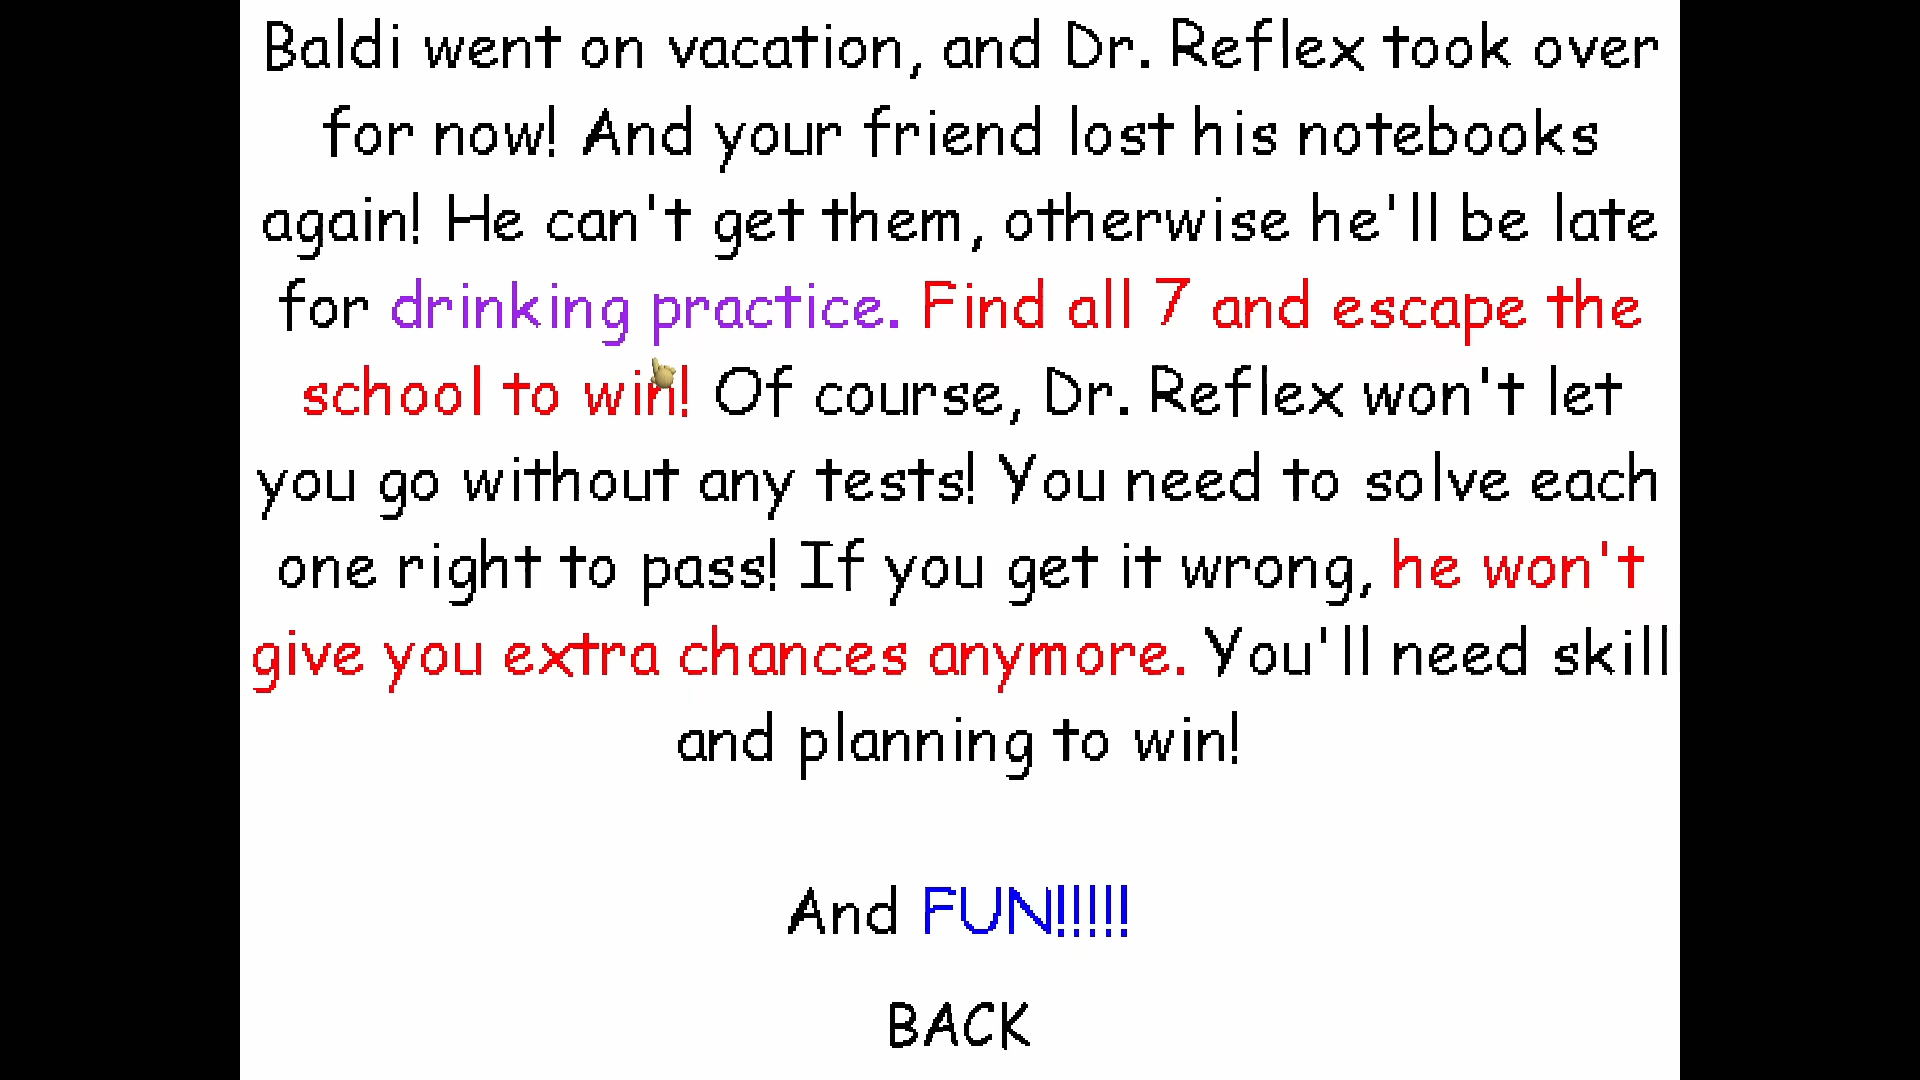 Baldi went on vacation, and Dr. Reflex took over
for now! And your friend lost his notebooks
again! He can't get them, otherwise he'll be late
for drinking practice. Find all 7 and escape the
school to win! Of course, Dr. Reflex won't let
you go without any tests! You need to solve each
one right to pass! If you get it wrong, he won't
give you extra chances anymore. You'll need skill
and planning to win!
And FUN!!!!!
BACK